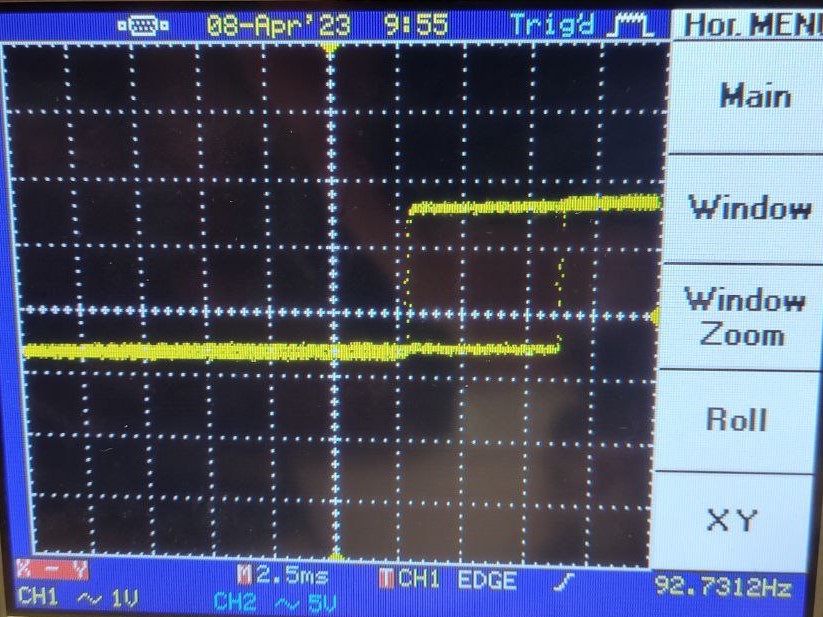 08-Apr'23 9:55 Trig'd Hor. MENU
Main
Window
Window
Zoom
Roll
XY
X-Y M 2.5ms T CH1 EDGE 92.7312Hz
CH1 ~ 1V CH2 ~ 5V